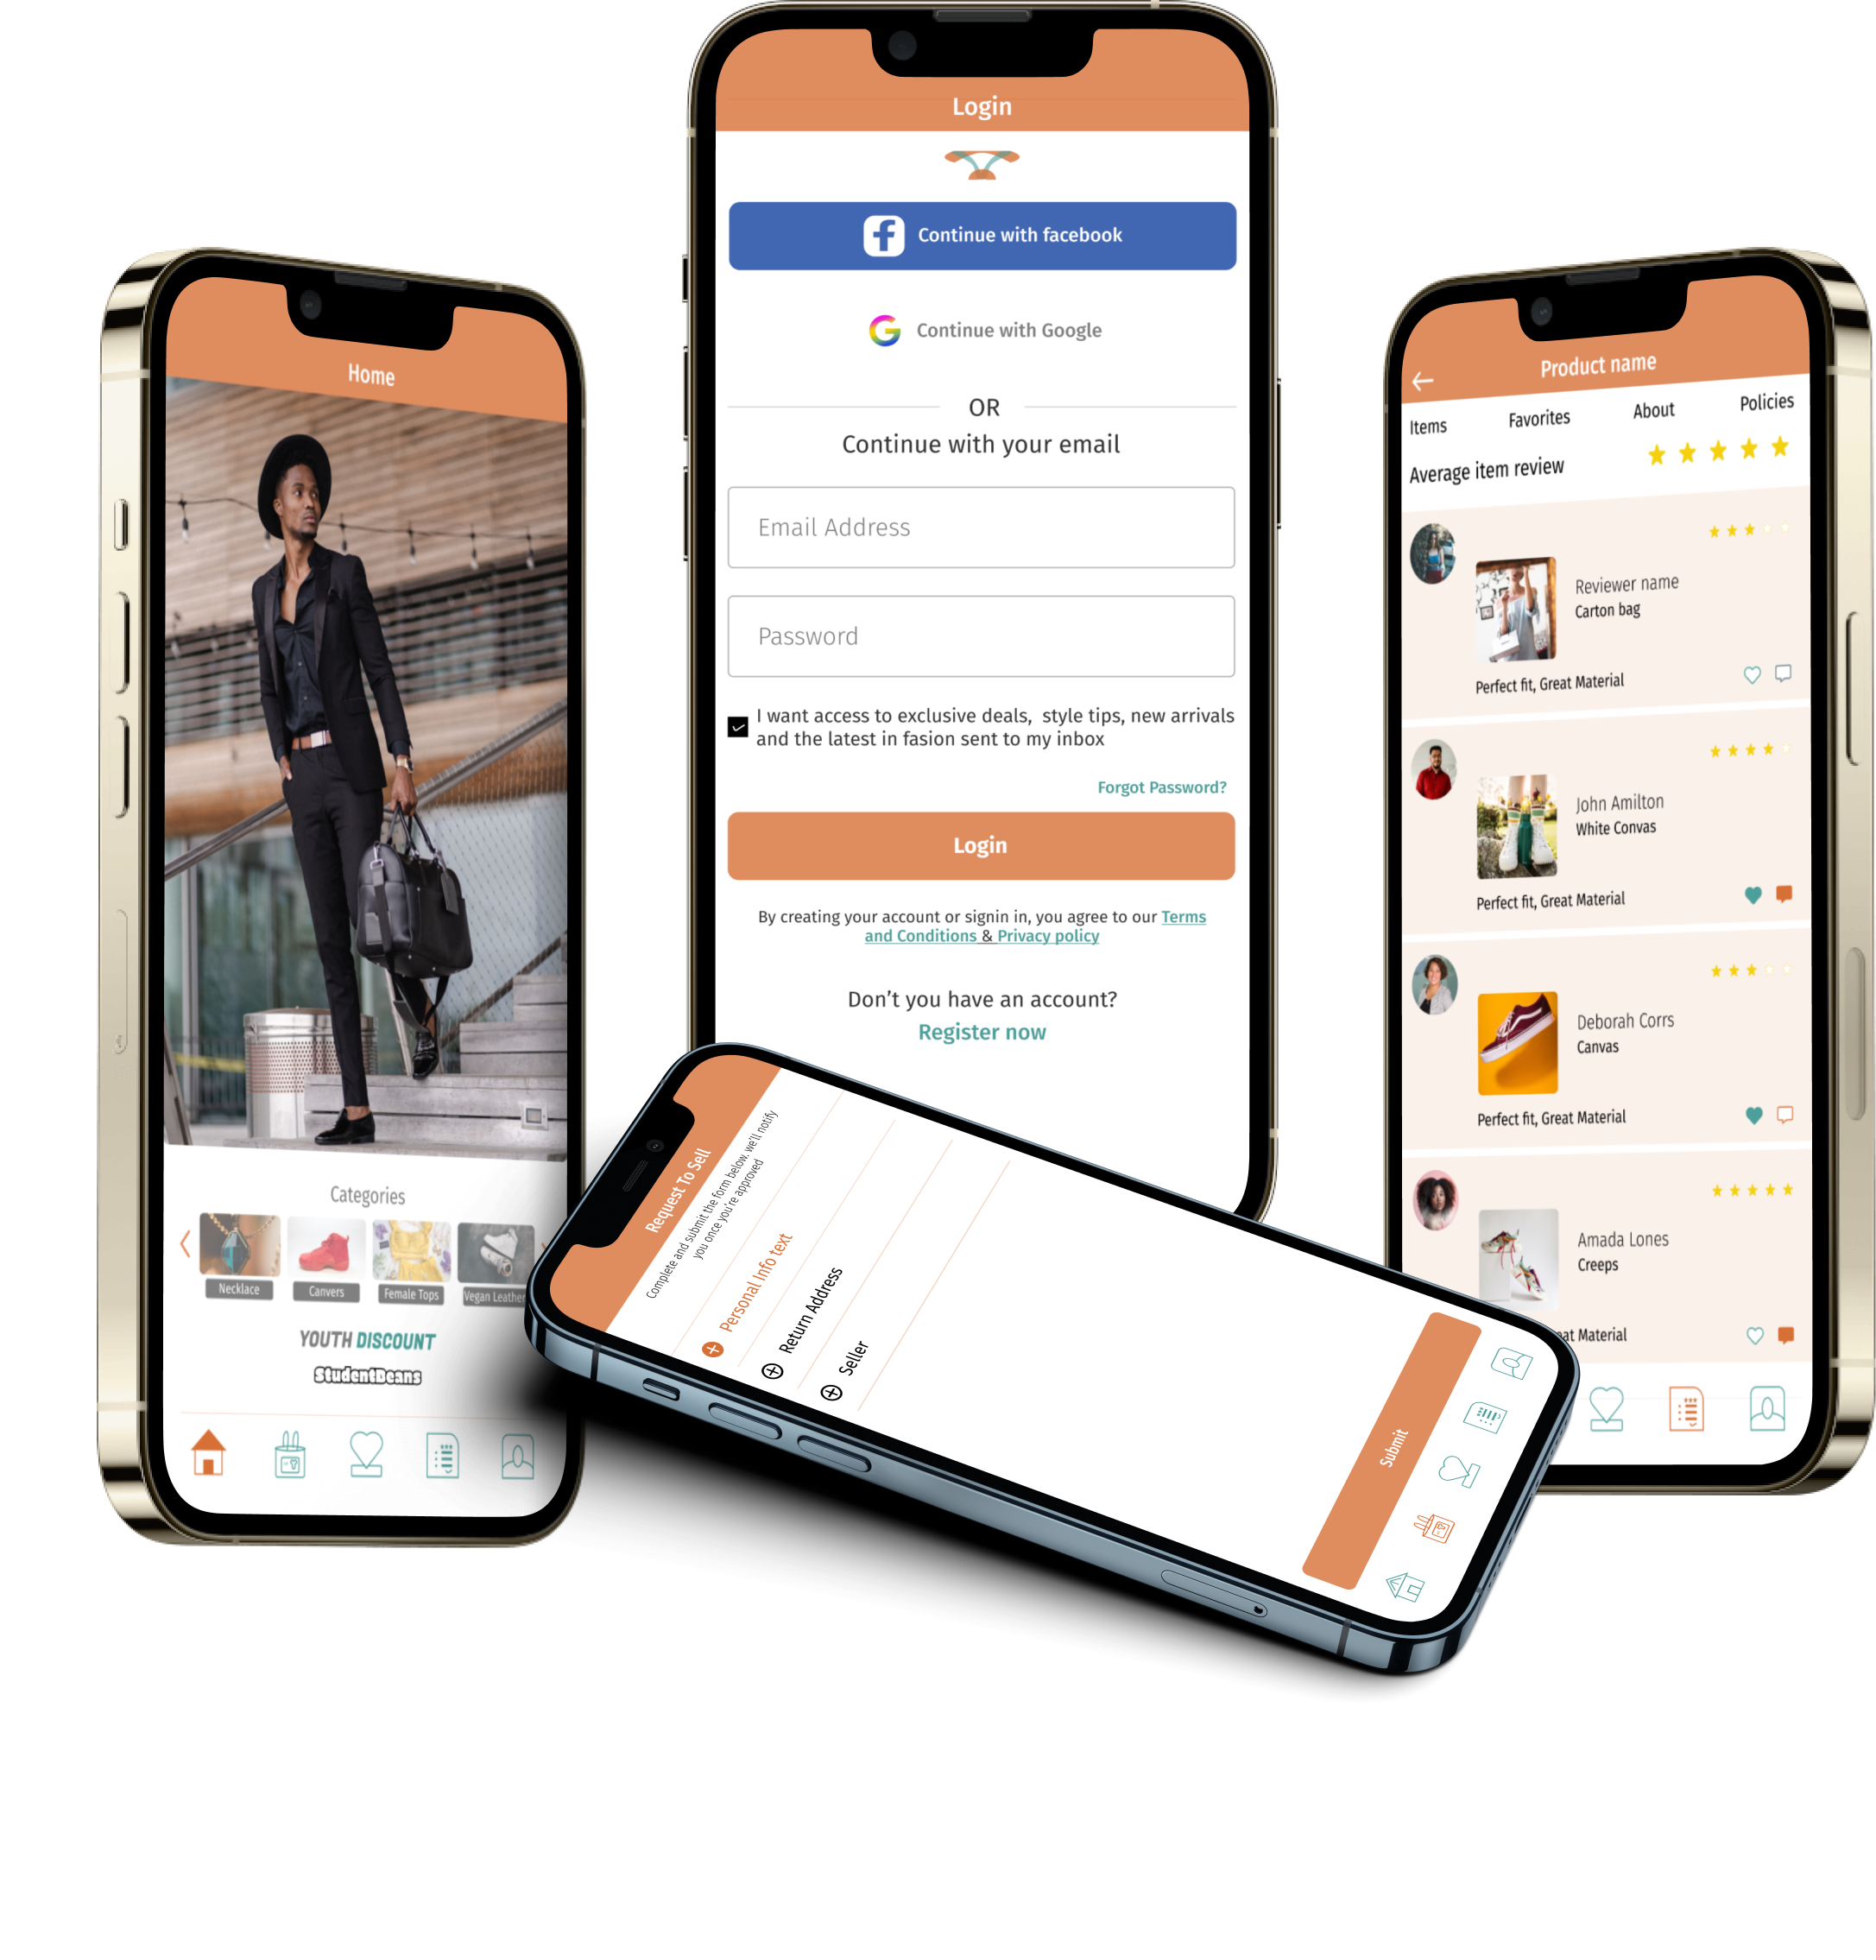 Home
Categories
Necklace
Canvers
Female Tops
Vegan Leather
YOUTH DISCOUNT
StudentDeans
Login
Continue with facebook
Continue with Google
OR
Continue with your email
Email Address
Password
I want access to exclusive deals, style tips, new arrivals
and the latest in fasion sent to my inbox
Forgot Password?
Login
By creating your account or signin in, you agree to our Terms
and Conditions & Privacy policy
Don't you have an account?
Register now
Request To Sell
Complete and submit the form below. we'll notify
you once you're approved
Personal Info text
Return Address
Seller
Submit
Product name
Items
Favorites
About
Policies
Average item review
Reviewer name
Carton bag
Perfect fit, Great Material
John Amilton
White Convas
Perfect fit, Great Material
Deborah Corrs
Canvas
Perfect fit, Great Material
Amada Lones
Creeps
Material